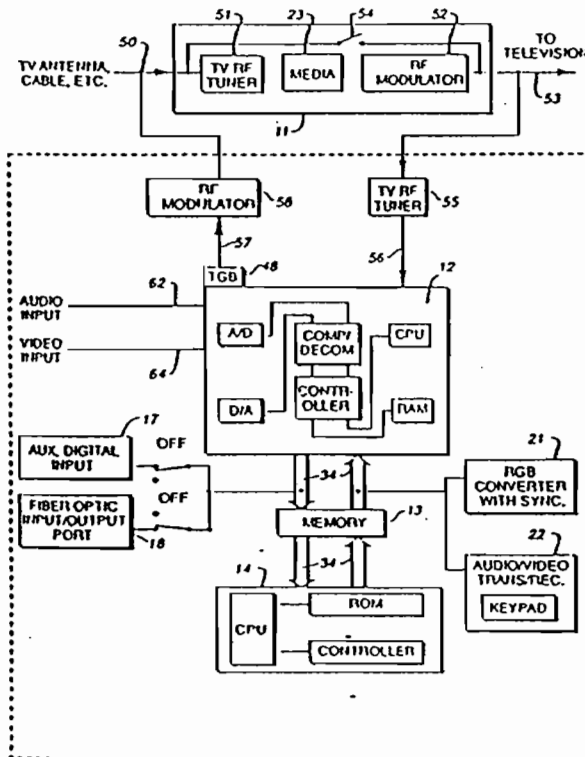 50
51
23
54
52
TO
TELEVISION
TV ANTENNA,
CABLE, ETC.
TV RF
TUNER
MEDIA
RF
MODULATOR
53
11
RF
MODULATOR
58
TV RF
TUNER
55
57
56
TGB
48
12
AUDIO
INPUT
62
VIDEO
INPUT
64
A/D
COMP/
DECOM
CPU
D/A
CONTR-
OLLER
RAM
17
AUX. DIGITAL
INPUT
OFF
OFF
FIBER OPTIC
INPUT/OUTPUT
PORT
18
34
MEMORY
13
34
21
RGB
CONVERTER
WITH SYNC.
22
AUDIO/VIDEO
TRANS/REC.
KEYPAD
14
CPU
ROM
CONTROLLER